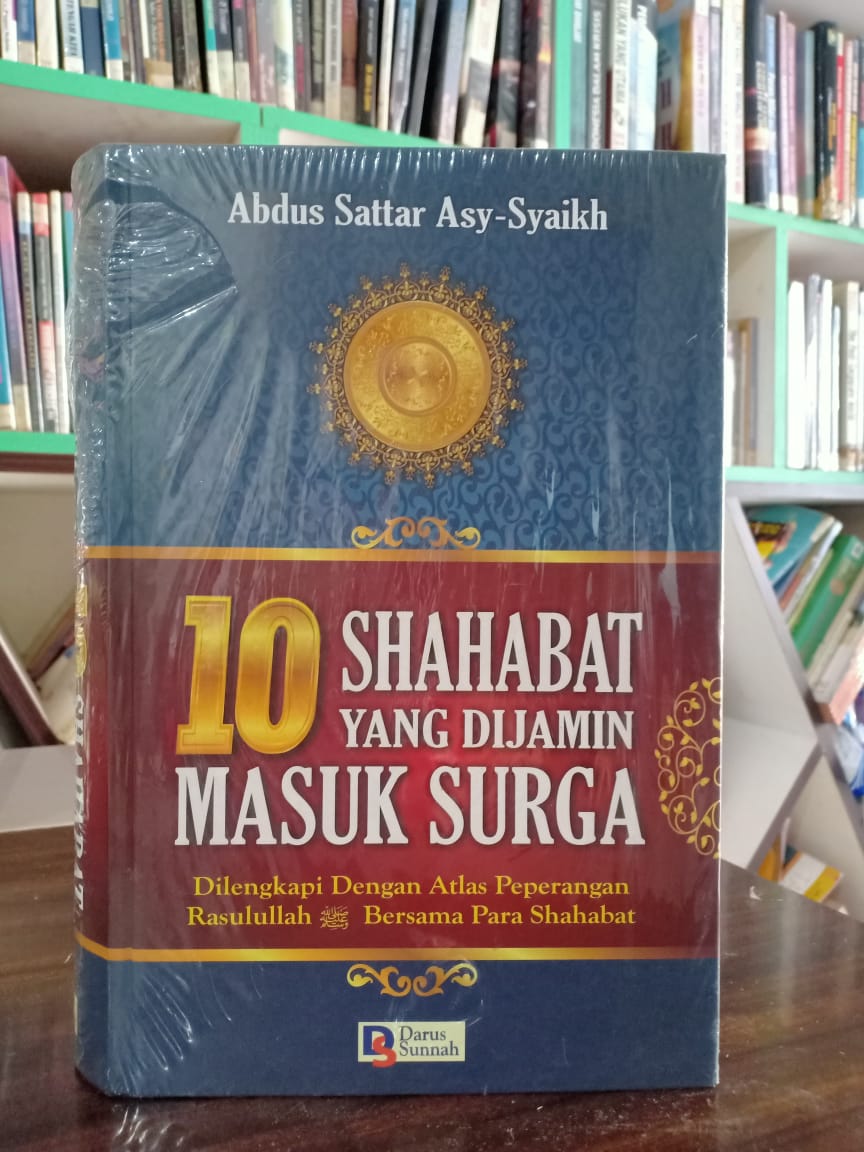 Abdus Sattar Asy-Syaikh
10 SHAHABAT
YANG DIJAMIN
MASUK SURGA
Dilengkapi Dengan Atlas Peperangan
Rasulullah ﷺ Bersama Para Shahabat
DS Darus
Sunnah